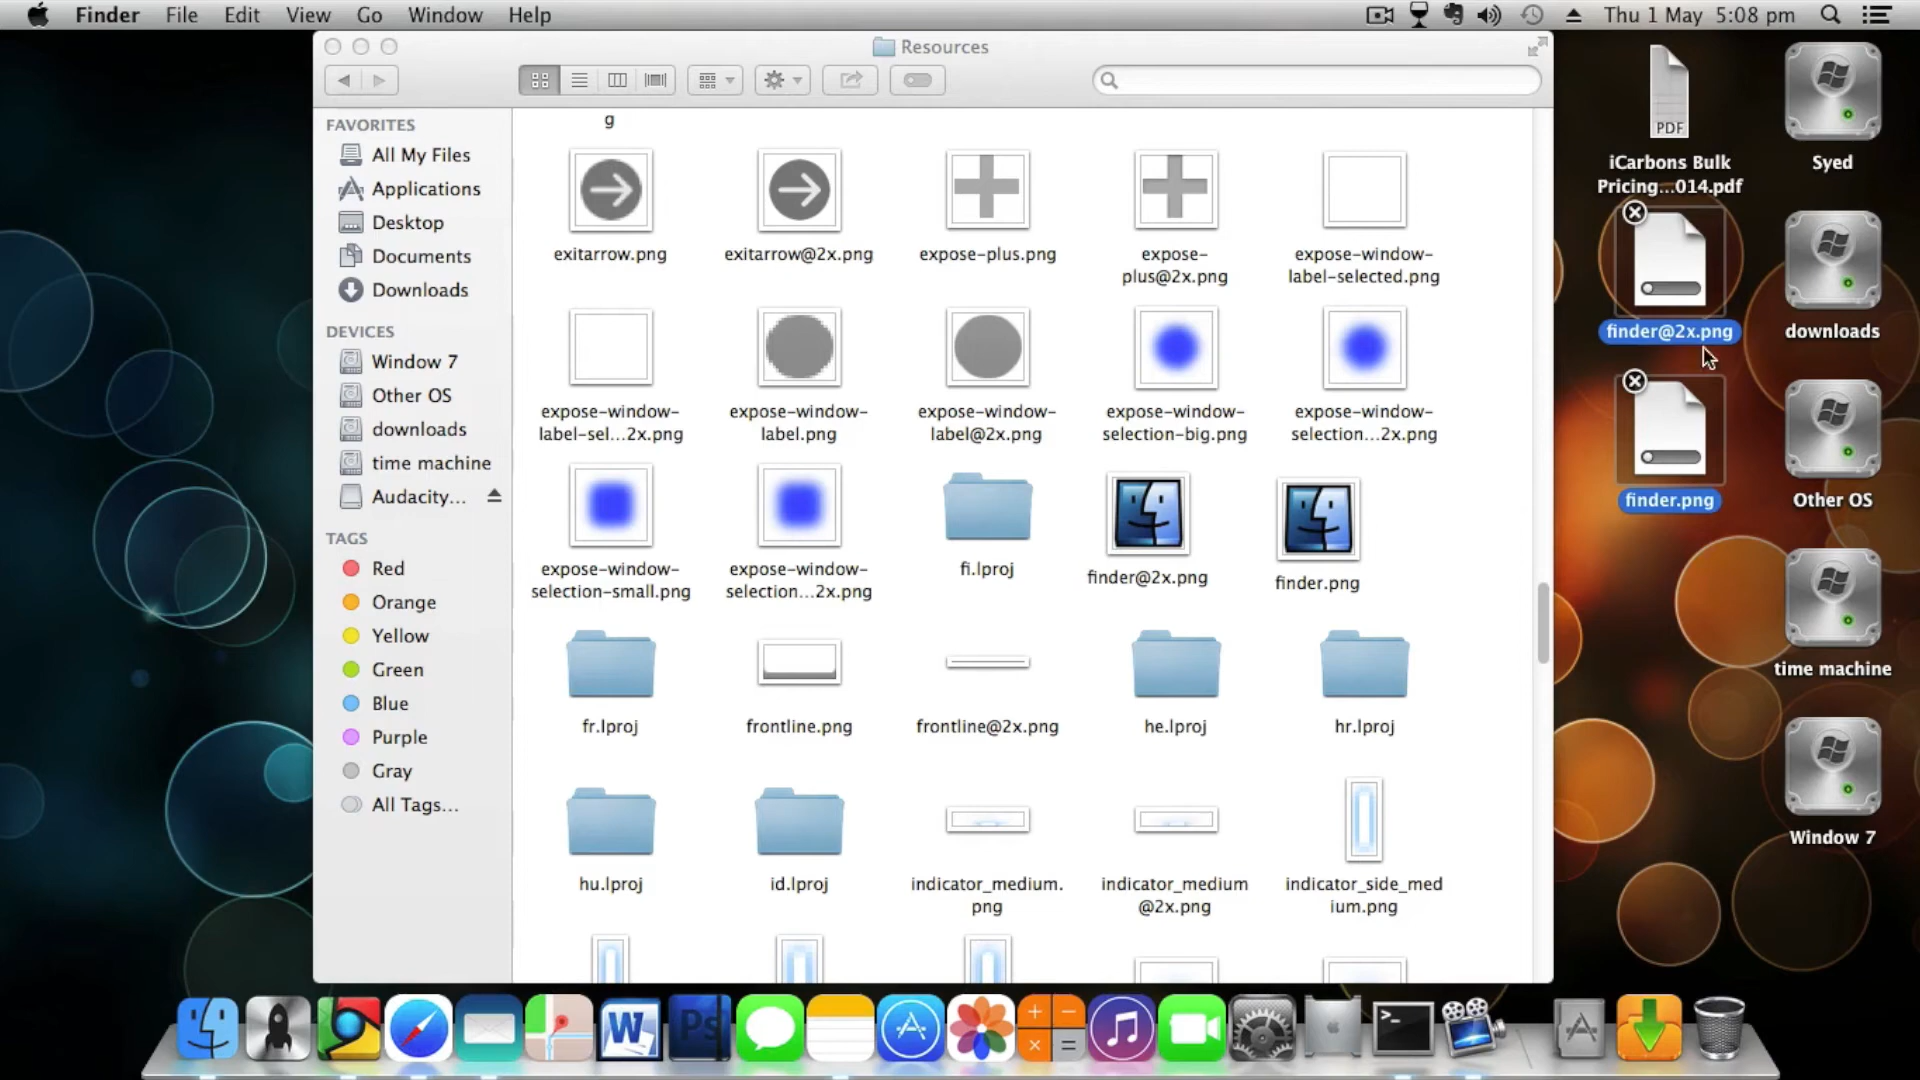 Finder File Edit View Go Window Help
Thu 1 May 5:08 pm
Resources
FAVORITES
All My Files
Applications
Desktop
Documents
Downloads
DEVICES
Window 7
Other OS
downloads
time machine
Audacity...
TAGS
Red
Orange
Yellow
Green
Blue
Purple
Gray
All Tags...
g
exitarrow.png
exitarrow@2x.png
expose-plus.png
expose-
plus@2x.png
expose-window-
label-selected.png
expose-window-
label-sel...2x.png
expose-window-
label.png
expose-window-
label@2x.png
expose-window-
selection-big.png
expose-window-
selection...2x.png
expose-window-
selection-small.png
expose-window-
selection...2x.png
fi.lproj
finder@2x.png
finder.png
fr.lproj
frontline.png
frontline@2x.png
he.lproj
hr.lproj
hu.lproj
id.lproj
indicator_medium.
png
indicator_medium
@2x.png
indicator_side_med
ium.png
PDF
iCarbons Bulk
Pricing...014.pdf
finder@2x.png
finder.png
Syed
downloads
Other OS
time machine
Window 7
W
Ps
>_